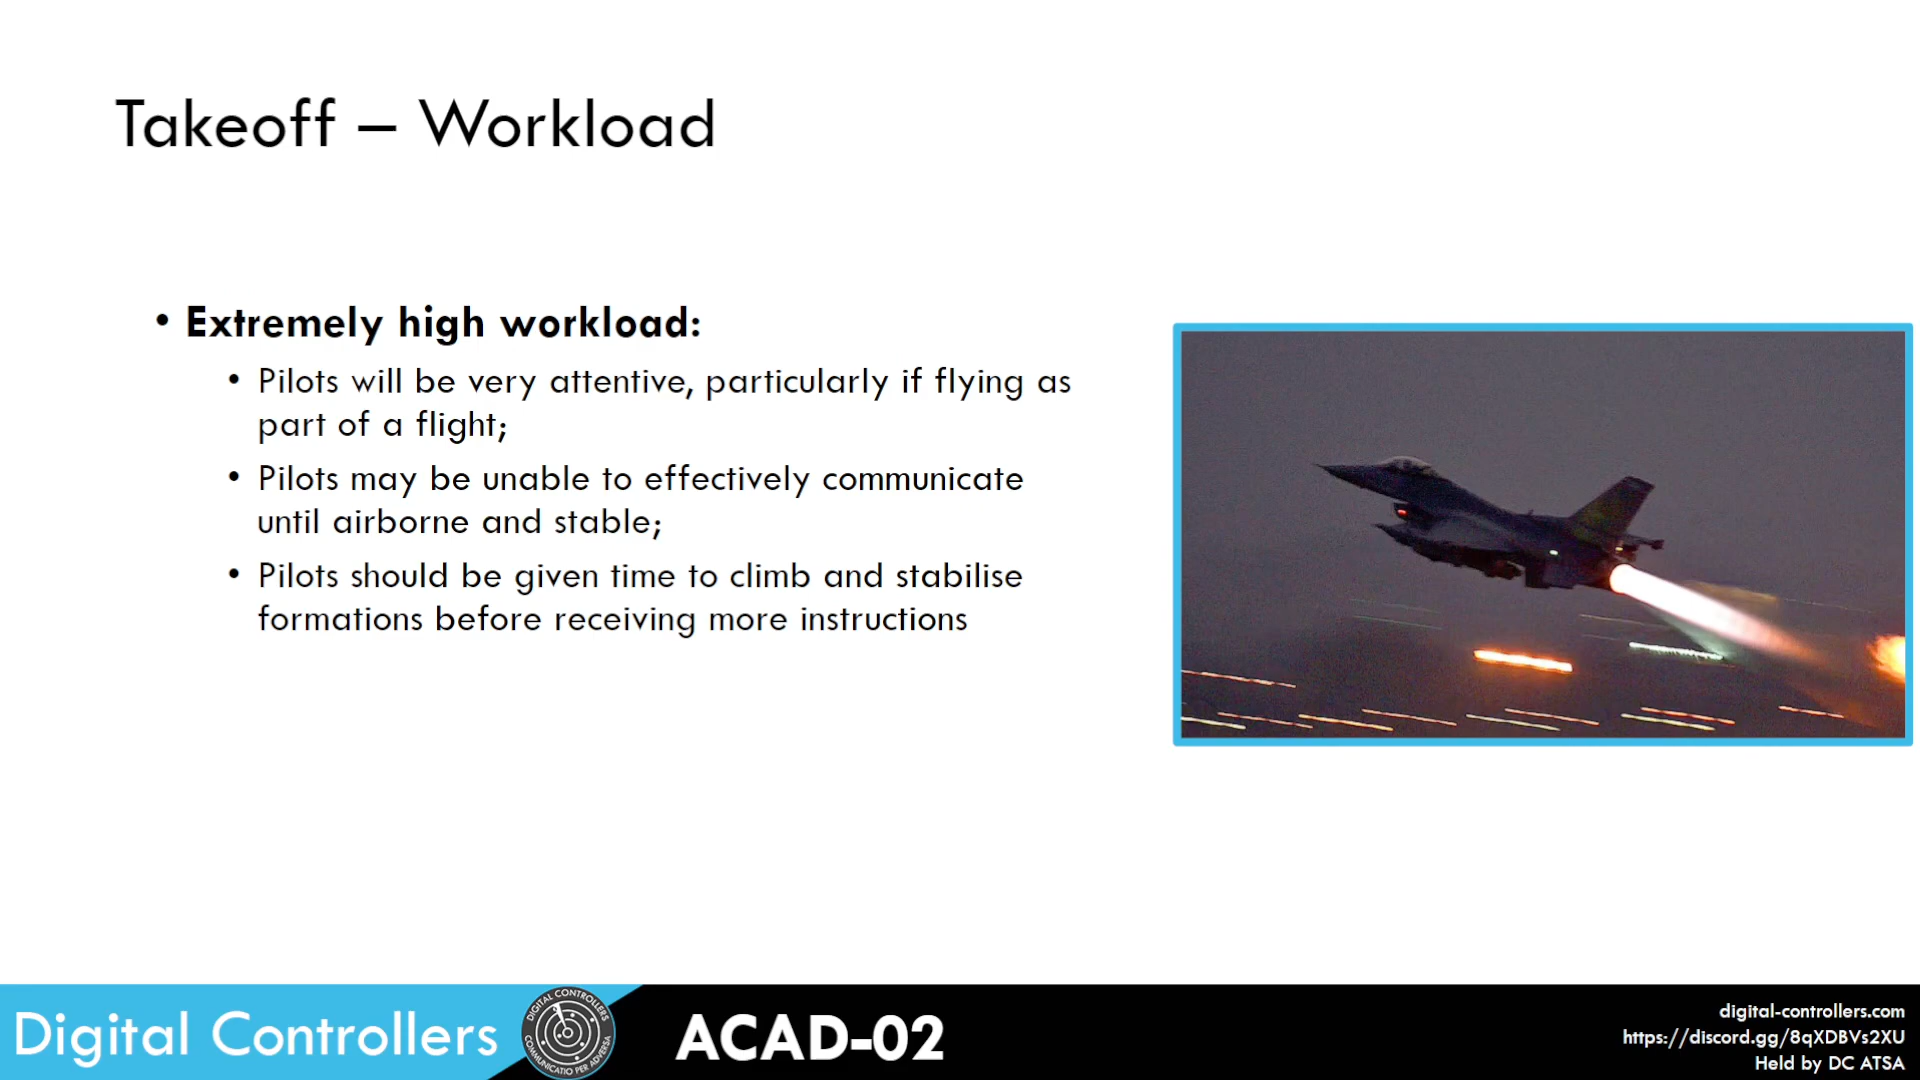 Takeoff – Workload
• Extremely high workload:
• Pilots will be very attentive, particularly if flying as
part of a flight;
• Pilots may be unable to effectively communicate
until airborne and stable;
• Pilots should be given time to climb and stabilise
formations before receiving more instructions
Digital Controllers
DIGITAL CONTROLLERS
COMMUNICATIO PER ADVERSA
ACAD-02
digital-controllers.com
https://discord.gg/8qXDBVs2XU
Held by DC ATSA